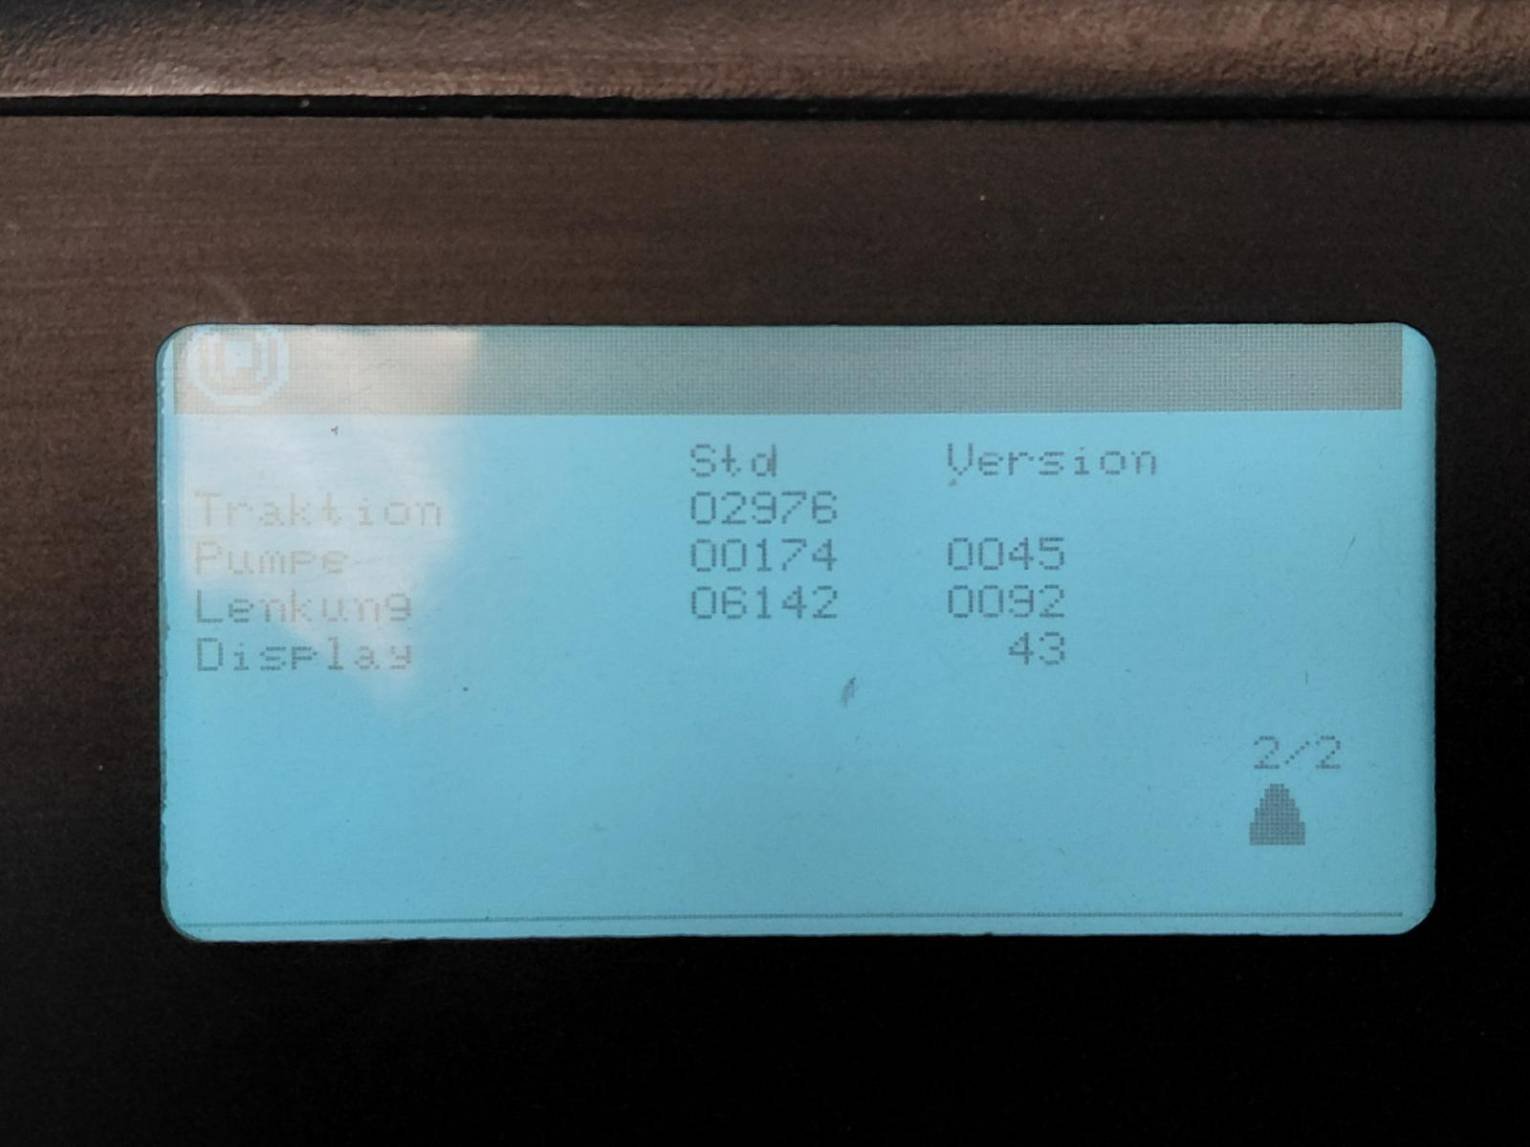 Std Version
Traktion 02976
Pumpe 00174 0045
Lenkung 06142 0092
Display 43
2/2